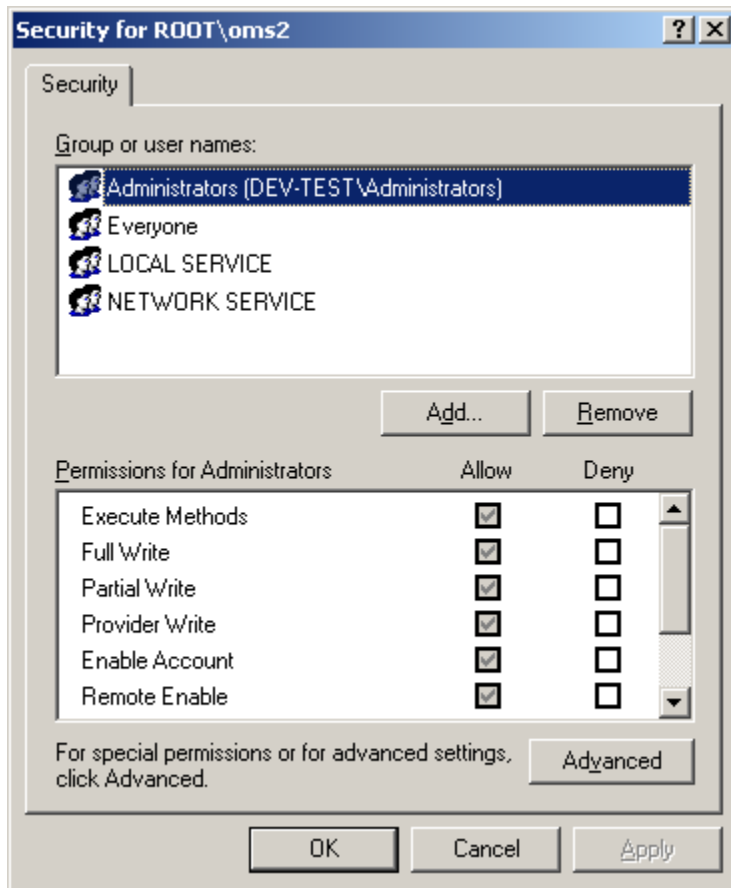 Security for ROOT\oms2
Security
Group or user names:
Administrators (DEV-TEST\Administrators)
Everyone
LOCAL SERVICE
NETWORK SERVICE
Add... Remove
Permissions for Administrators Allow Deny
Execute Methods
Full Write
Partial Write
Provider Write
Enable Account
Remote Enable
For special permissions or for advanced settings,
click Advanced.
Advanced
OK Cancel Apply